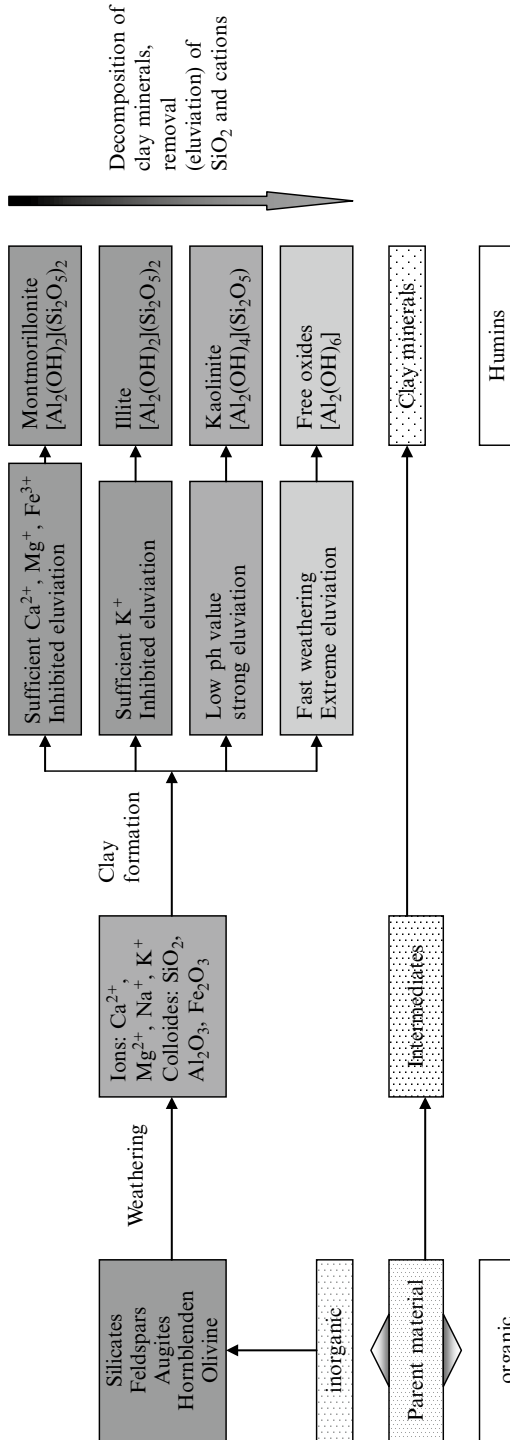 Silicates
Feldspars
Augites
Hornblenden
Olivine
Weathering
Ions: Ca²⁺,
Mg²⁺, Na⁺, K⁺
Colloides: SiO₂,
Al₂O₃, Fe₂O₃
Clay
formation
Sufficient Ca²⁺, Mg⁺, Fe³⁺
Inhibited eluviation
Montmorillonite
[Al₂(OH)₂](Si₂O₅)₂
Sufficient K⁺
Inhibited eluviation
Illite
[Al₂(OH)₂](Si₂O₅)₂
Low ph value
strong eluviation
Kaolinite
[Al₂(OH)₄](Si₂O₅)
Fast weathering
Extreme eluviation
Free oxides
[Al₂(OH)₆]
Decomposition of
clay minerals,
removal
(eluviation) of
SiO₂ and cations
inorganic
Parent material
Intermediates
Clay minerals
organic
Humins